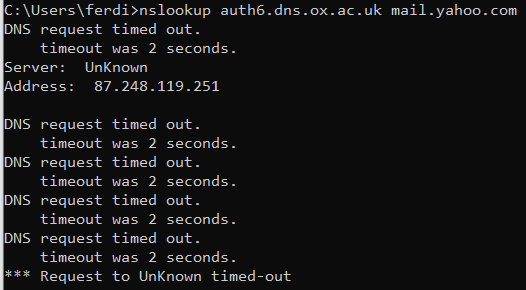 C:\Users\ferdi>nslookup auth6.dns.ox.ac.uk mail.yahoo.com
DNS request timed out.
    timeout was 2 seconds.
Server:  UnKnown
Address:  87.248.119.251

DNS request timed out.
    timeout was 2 seconds.
DNS request timed out.
    timeout was 2 seconds.
DNS request timed out.
    timeout was 2 seconds.
DNS request timed out.
    timeout was 2 seconds.
*** Request to UnKnown timed-out